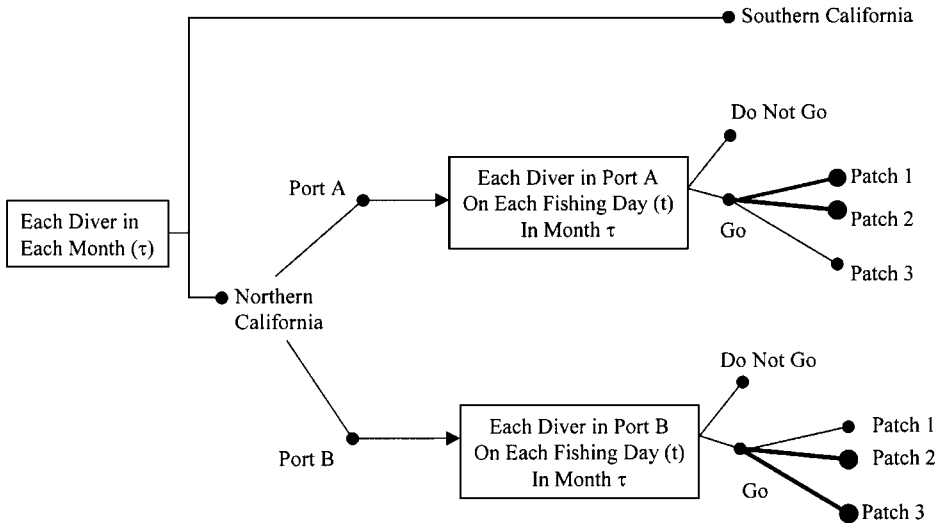 Southern California
Do Not Go
Port A
Each Diver in Port A
On Each Fishing Day (t)
In Month τ
Patch 1
Patch 2
Go
Patch 3
Each Diver in
Each Month (τ)
Northern
California
Do Not Go
Port B
Each Diver in Port B
On Each Fishing Day (t)
In Month τ
Patch 1
Patch 2
Go
Patch 3